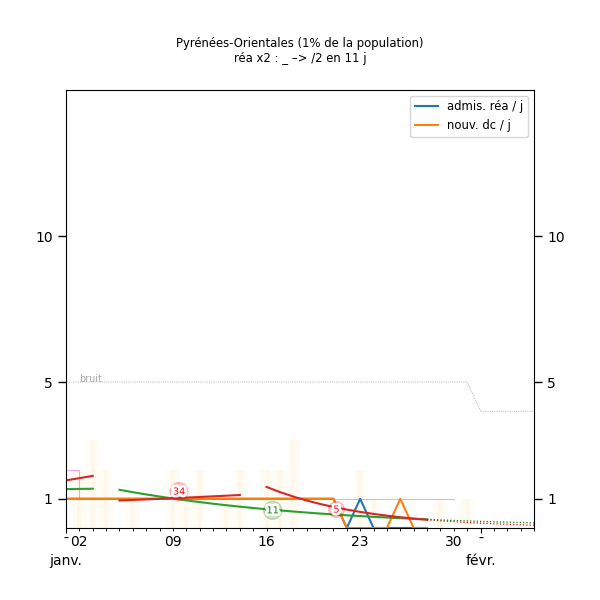 Pyrénées-Orientales (1% de la population)
réa x2 : _ –> /2 en 11 j
admis. réa / j
nouv. dc / j
10 10
5 5
bruit
34
11
5
1 1
- 02 09 16 23 30 -
janv. févr.